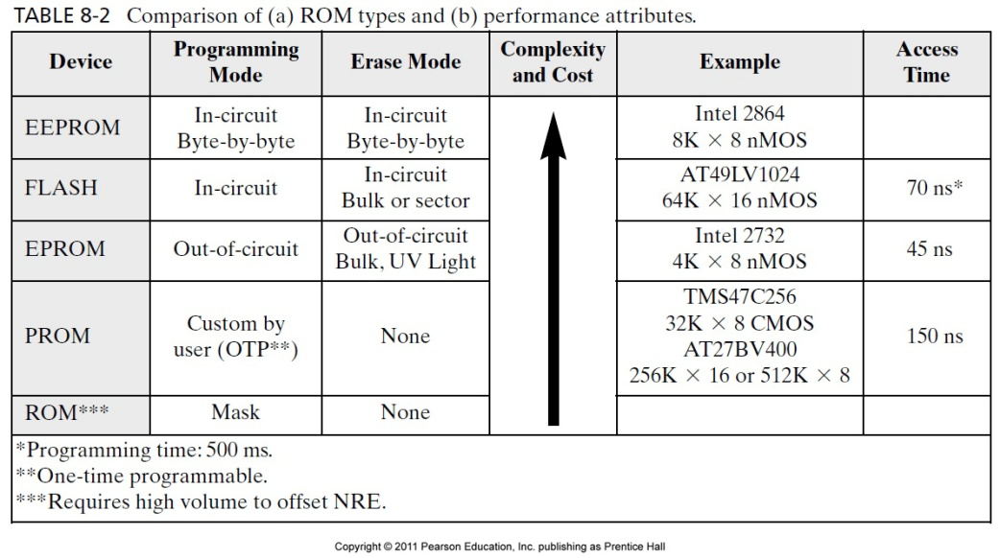 TABLE 8-2 Comparison of (a) ROM types and (b) performance attributes.
Device
Programming
Mode
Erase Mode
Complexity
and Cost
Example
Access
Time
EEPROM
In-circuit
Byte-by-byte
In-circuit
Byte-by-byte
Intel 2864
8K × 8 nMOS
FLASH
In-circuit
In-circuit
Bulk or sector
AT49LV1024
64K × 16 nMOS
70 ns*
EPROM
Out-of-circuit
Out-of-circuit
Bulk, UV Light
Intel 2732
4K × 8 nMOS
45 ns
PROM
Custom by
user (OTP**)
None
TMS47C256
32K × 8 CMOS
AT27BV400
256K × 16 or 512K × 8
150 ns
ROM***
Mask
None
*Programming time: 500 ms.
**One-time programmable.
***Requires high volume to offset NRE.
Copyright © 2011 Pearson Education, Inc. publishing as Prentice Hall